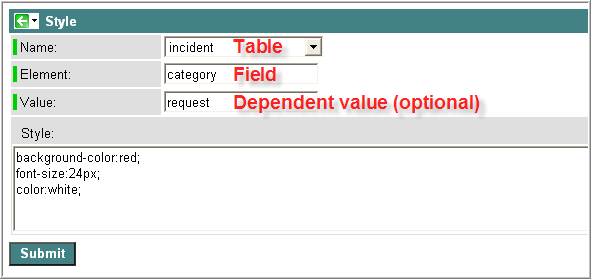 Style
Name: incident Table
Element: category Field
Value: request Dependent value (optional)
Style:
background-color:red;
font-size:24px;
color:white;
Submit